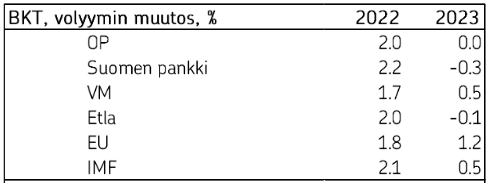 BKT, volyymin muutos, % 2022 2023
OP 2.0 0.0
Suomen pankki 2.2 -0.3
VM 1.7 0.5
Etla 2.0 -0.1
EU 1.8 1.2
IMF 2.1 0.5